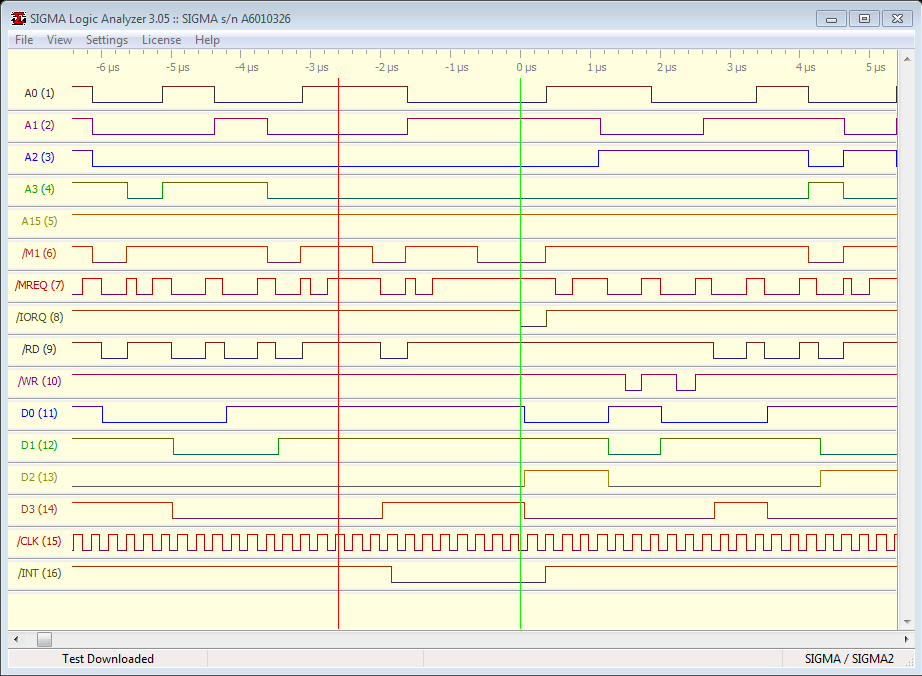 SIGMA Logic Analyzer 3.05 :: SIGMA s/n A6010326
File View Settings License Help
-6 µs -5 µs -4 µs -3 µs -2 µs -1 µs 0 µs 1 µs 2 µs 3 µs 4 µs 5 µs
A0 (1)
A1 (2)
A2 (3)
A3 (4)
A15 (5)
/M1 (6)
/MREQ (7)
/IORQ (8)
/RD (9)
/WR (10)
D0 (11)
D1 (12)
D2 (13)
D3 (14)
/CLK (15)
/INT (16)
Test Downloaded SIGMA / SIGMA2